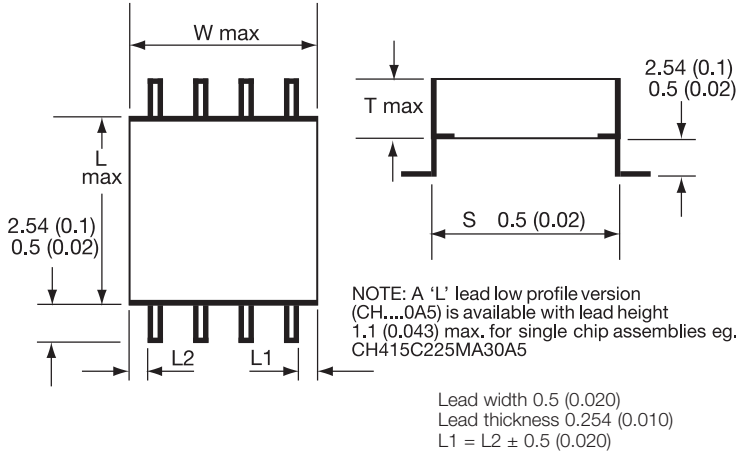 W max
2.54 (0.1)
0.5 (0.02)
T max
L
max
2.54 (0.1)
0.5 (0.02)
S 0.5 (0.02)
NOTE: A ‘L’ lead low profile version
(CH....0A5) is available with lead height
1.1 (0.043) max. for single chip assemblies eg.
CH415C225MA30A5
L2
L1
Lead width 0.5 (0.020)
Lead thickness 0.254 (0.010)
L1 = L2 ± 0.5 (0.020)